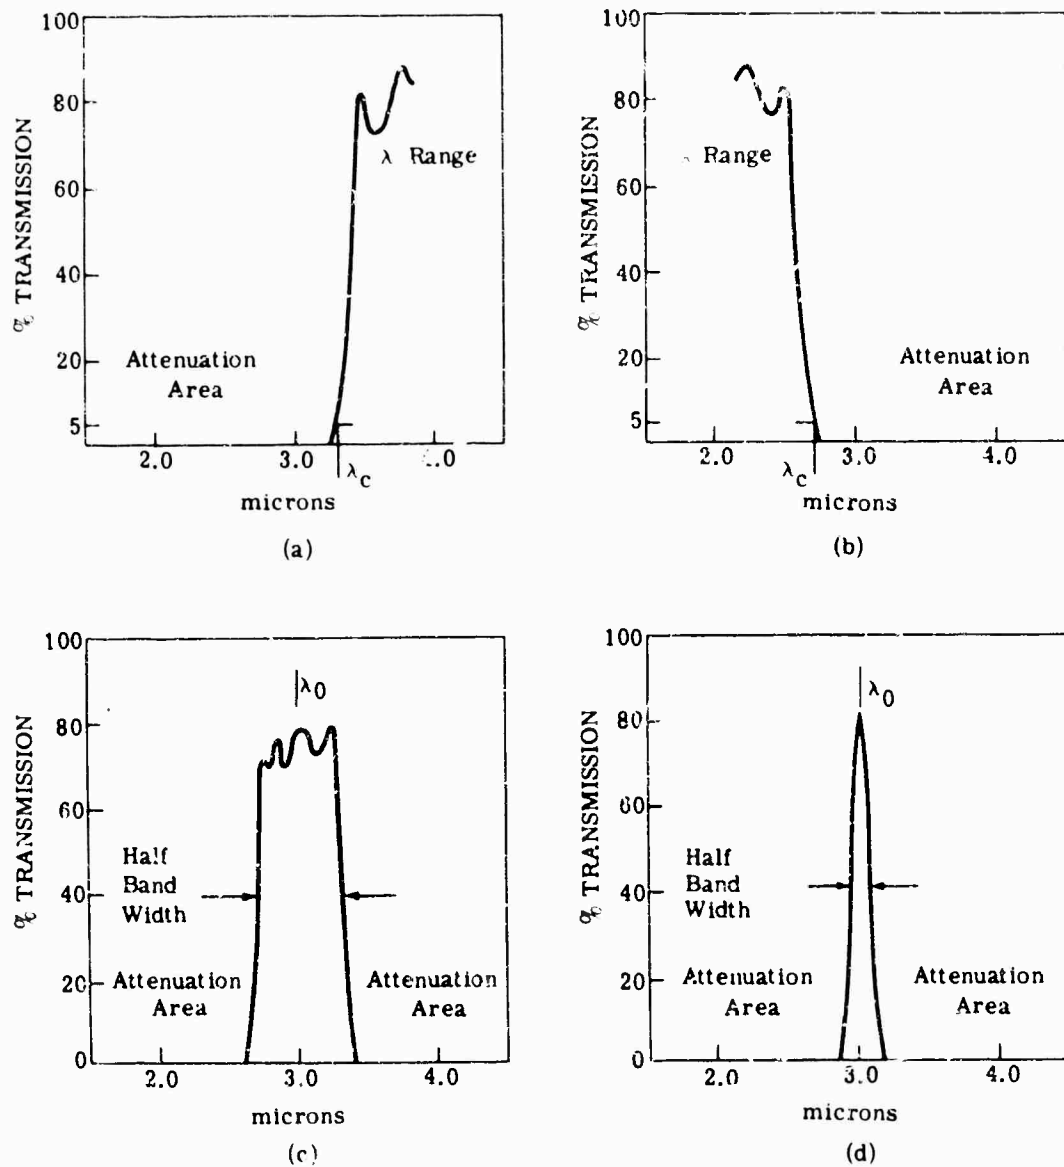 100
80
60
40
20
5
% TRANSMISSION
λ Range
Attenuation
Area
2.0
3.0
λc
microns
(a)
100
80
60
40
20
5
% TRANSMISSION
Range
Attenuation
Area
2.0
3.0
4.0
λc
microns
(b)
100
80
60
40
20
0
% TRANSMISSION
λ0
Half
Band
Width
Attenuation
Area
Attenuation
Area
2.0
3.0
4.0
microns
(c)
100
80
60
40
20
0
% TRANSMISSION
λ0
Half
Band
Width
Attenuation
Area
Attenuation
Area
2.0
3.0
4.0
microns
(d)